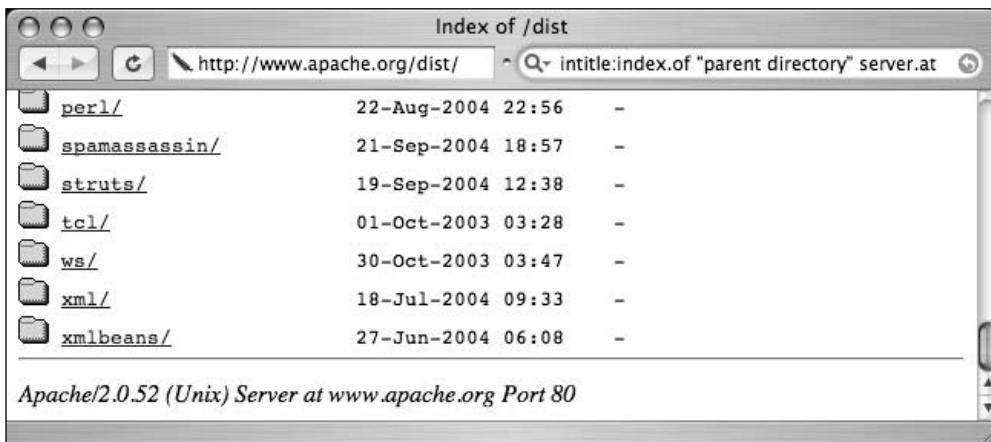 Index of /dist
http://www.apache.org/dist/ intitle:index.of "parent directory" server.at
perl/ 22-Aug-2004 22:56 -
spamassassin/ 21-Sep-2004 18:57 -
struts/ 19-Sep-2004 12:38 -
tcl/ 01-Oct-2003 03:28 -
ws/ 30-Oct-2003 03:47 -
xml/ 18-Jul-2004 09:33 -
xmlbeans/ 27-Jun-2004 06:08 -
Apache/2.0.52 (Unix) Server at www.apache.org Port 80